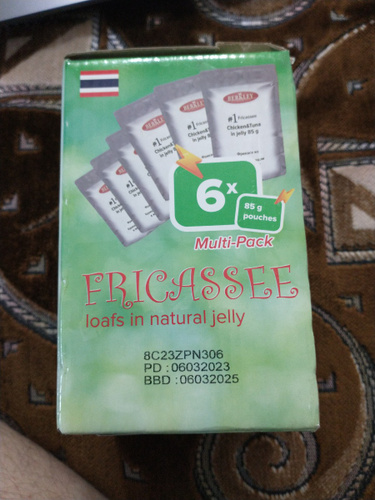 BERKLEY
#1 Fricassee
Chicken&Tuna
in jelly 85 g
6x
85 g
pouches
Multi-Pack
FRICASSEE
loafs in natural jelly
8C23ZPN306
PD : 06032023
BBD : 06032025